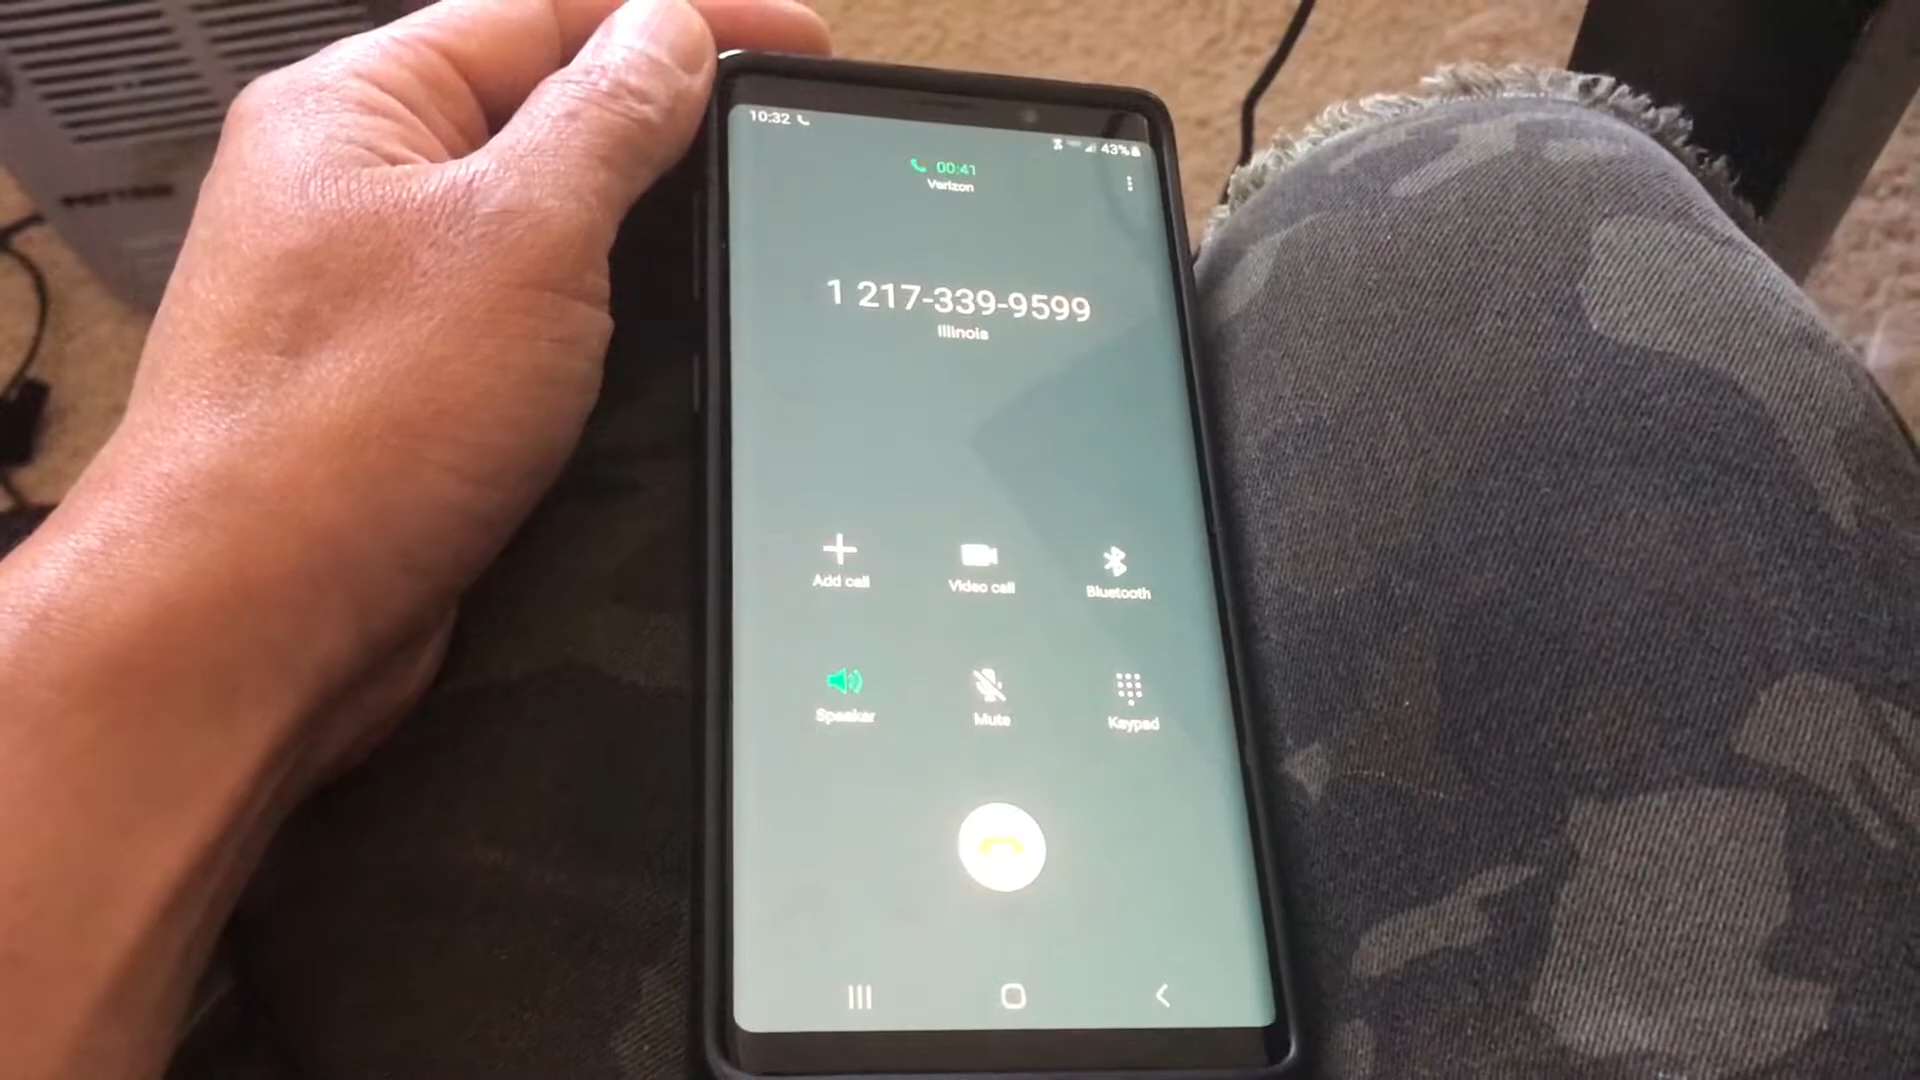 10:32
43%
00:41
Verizon
1 217-339-9599
Illinois
Add call
Video call
Bluetooth
Speaker
Mute
Keypad